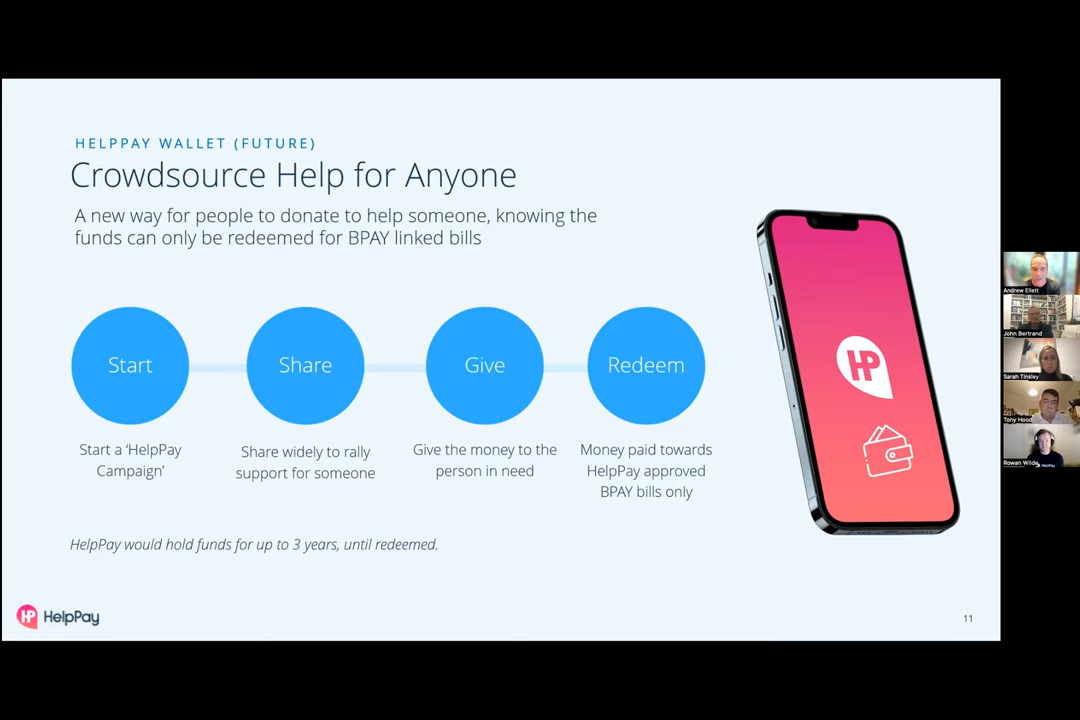 HELPPAY WALLET (FUTURE)
Crowdsource Help for Anyone
A new way for people to donate to help someone, knowing the
funds can only be redeemed for BPAY linked bills
Start
Share
Give
Redeem
Start a 'HelpPay
Campaign'
Share widely to rally
support for someone
Give the money to the
person in need
Money paid towards
HelpPay approved
BPAY bills only
HelpPay would hold funds for up to 3 years, until redeemed.
HP
HP HelpPay
11
Andrew Ellett
John Bertrand
Sarah Tinsley
Tony Hood
Rowan Wilde